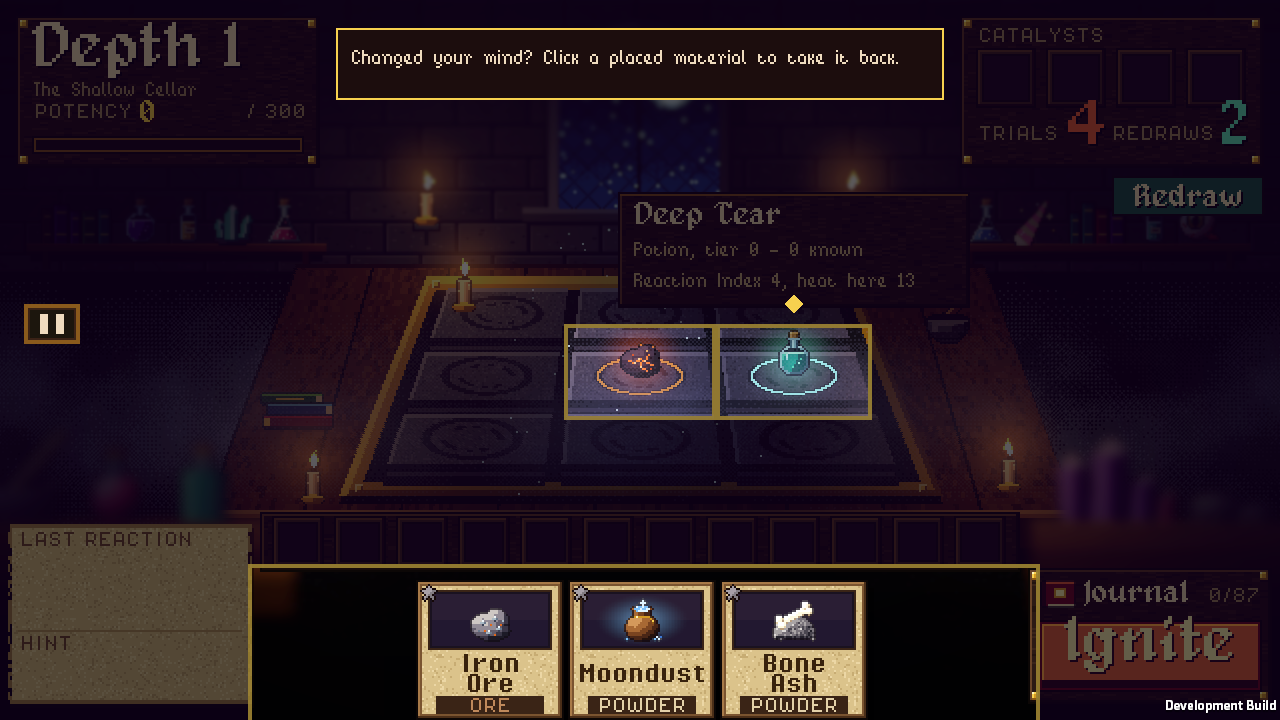 Depth 1
The Shallow Cellar
POTENCY 0 / 300
Changed your mind? Click a placed material to take it back.
CATALYSTS
TRIALS 4 REDRAWS 2
Redraw
Deep Tear
Potion, tier 0 - 0 known
Reaction Index 4, heat here 13
LAST REACTION
HINT
Iron
Ore
ORE
Moondust
POWDER
Bone
Ash
POWDER
Journal 0/87
Ignite
Development Build